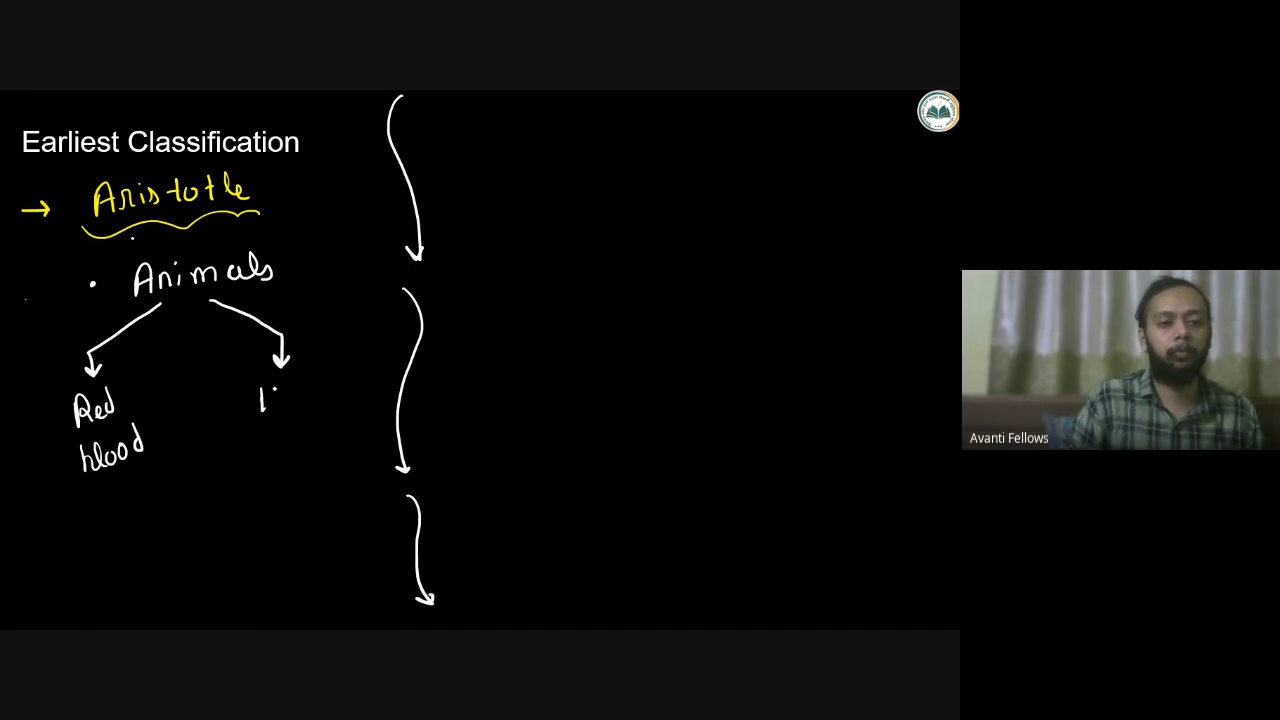 Earliest Classification
→ Aristotle
• Animals
Red
blood
Avanti Fellows